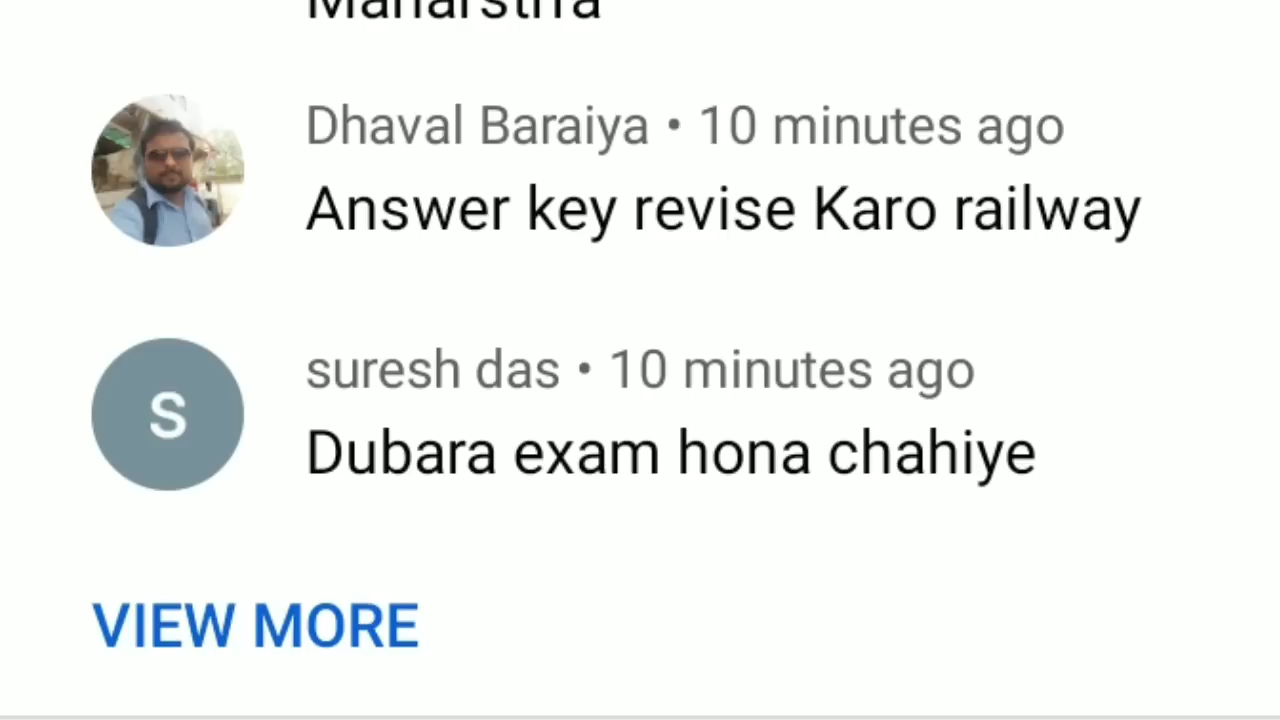 Dhaval Baraiya • 10 minutes ago
Answer key revise Karo railway
S
suresh das • 10 minutes ago
Dubara exam hona chahiye
VIEW MORE